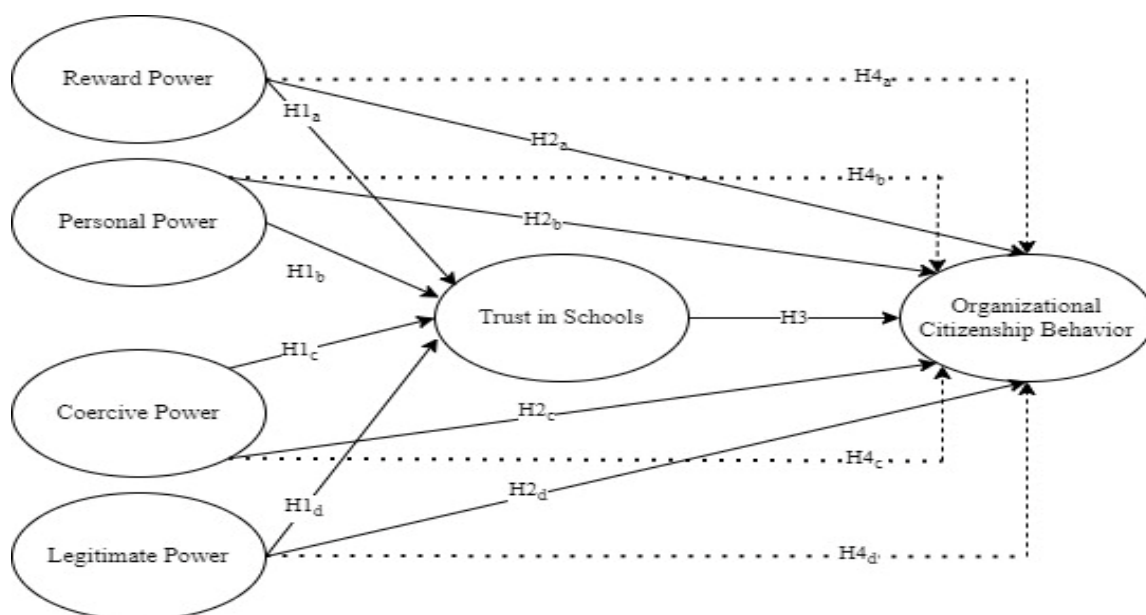 Reward Power
H4a
H1a
H2a
H4b
Personal Power
H2b
H1b
Trust in Schools
H3
Organizational
Citizenship Behavior
H1c
Coercive Power
H2c
H4c
H2d
H1d
Legitimate Power
H4d